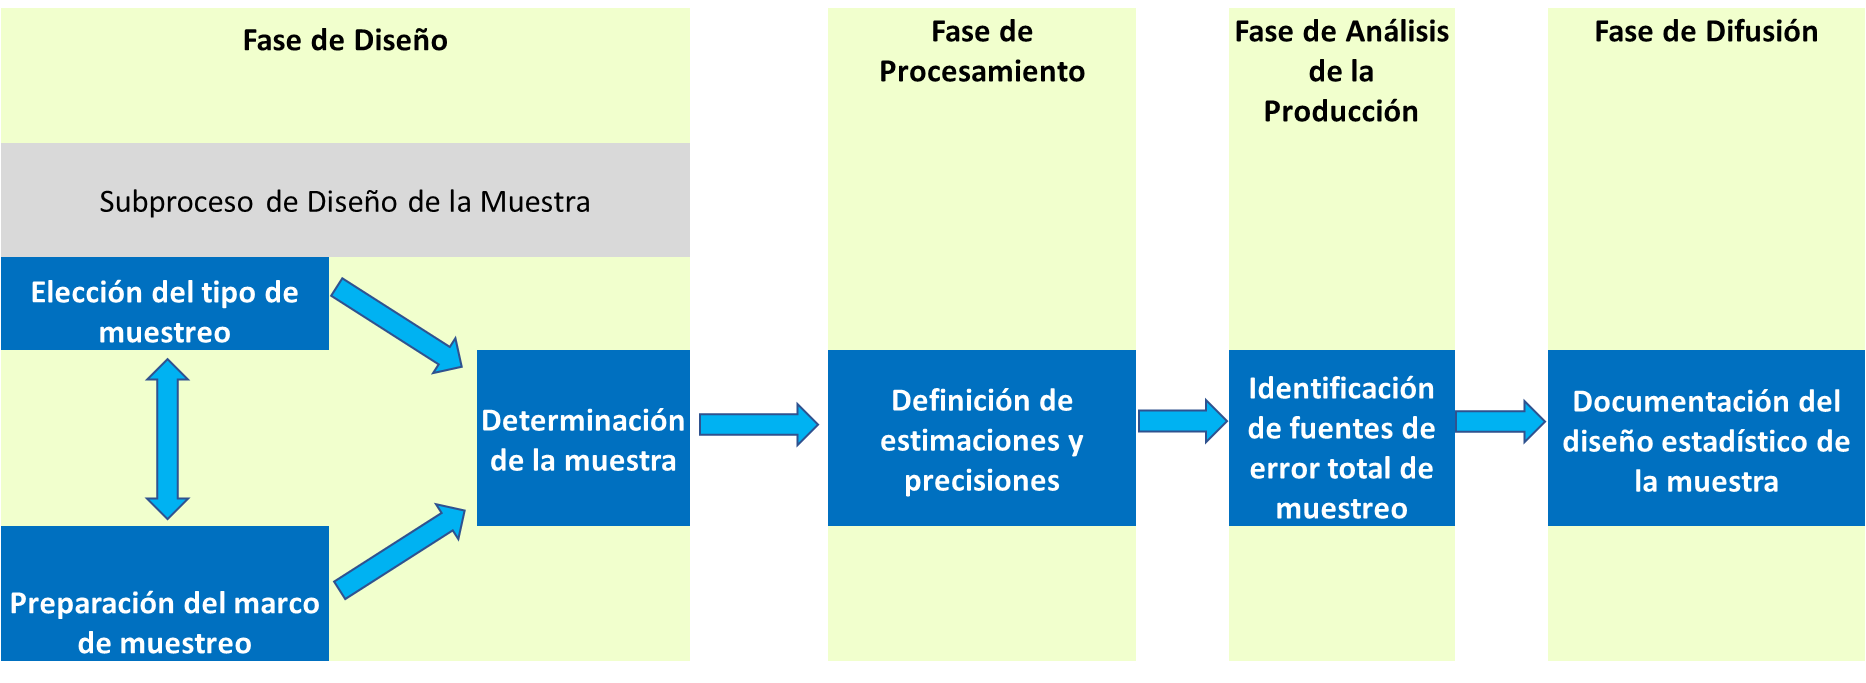 Fase de Diseño
Subproceso de Diseño de la Muestra
Elección del tipo de
muestreo
Preparación del marco
de muestreo
Determinación
de la muestra
Fase de
Procesamiento
Definición de
estimaciones y
precisiones
Fase de Análisis
de la
Producción
Identificación
de fuentes de
error total de
muestreo
Fase de Difusión
Documentación del
diseño estadístico de
la muestra